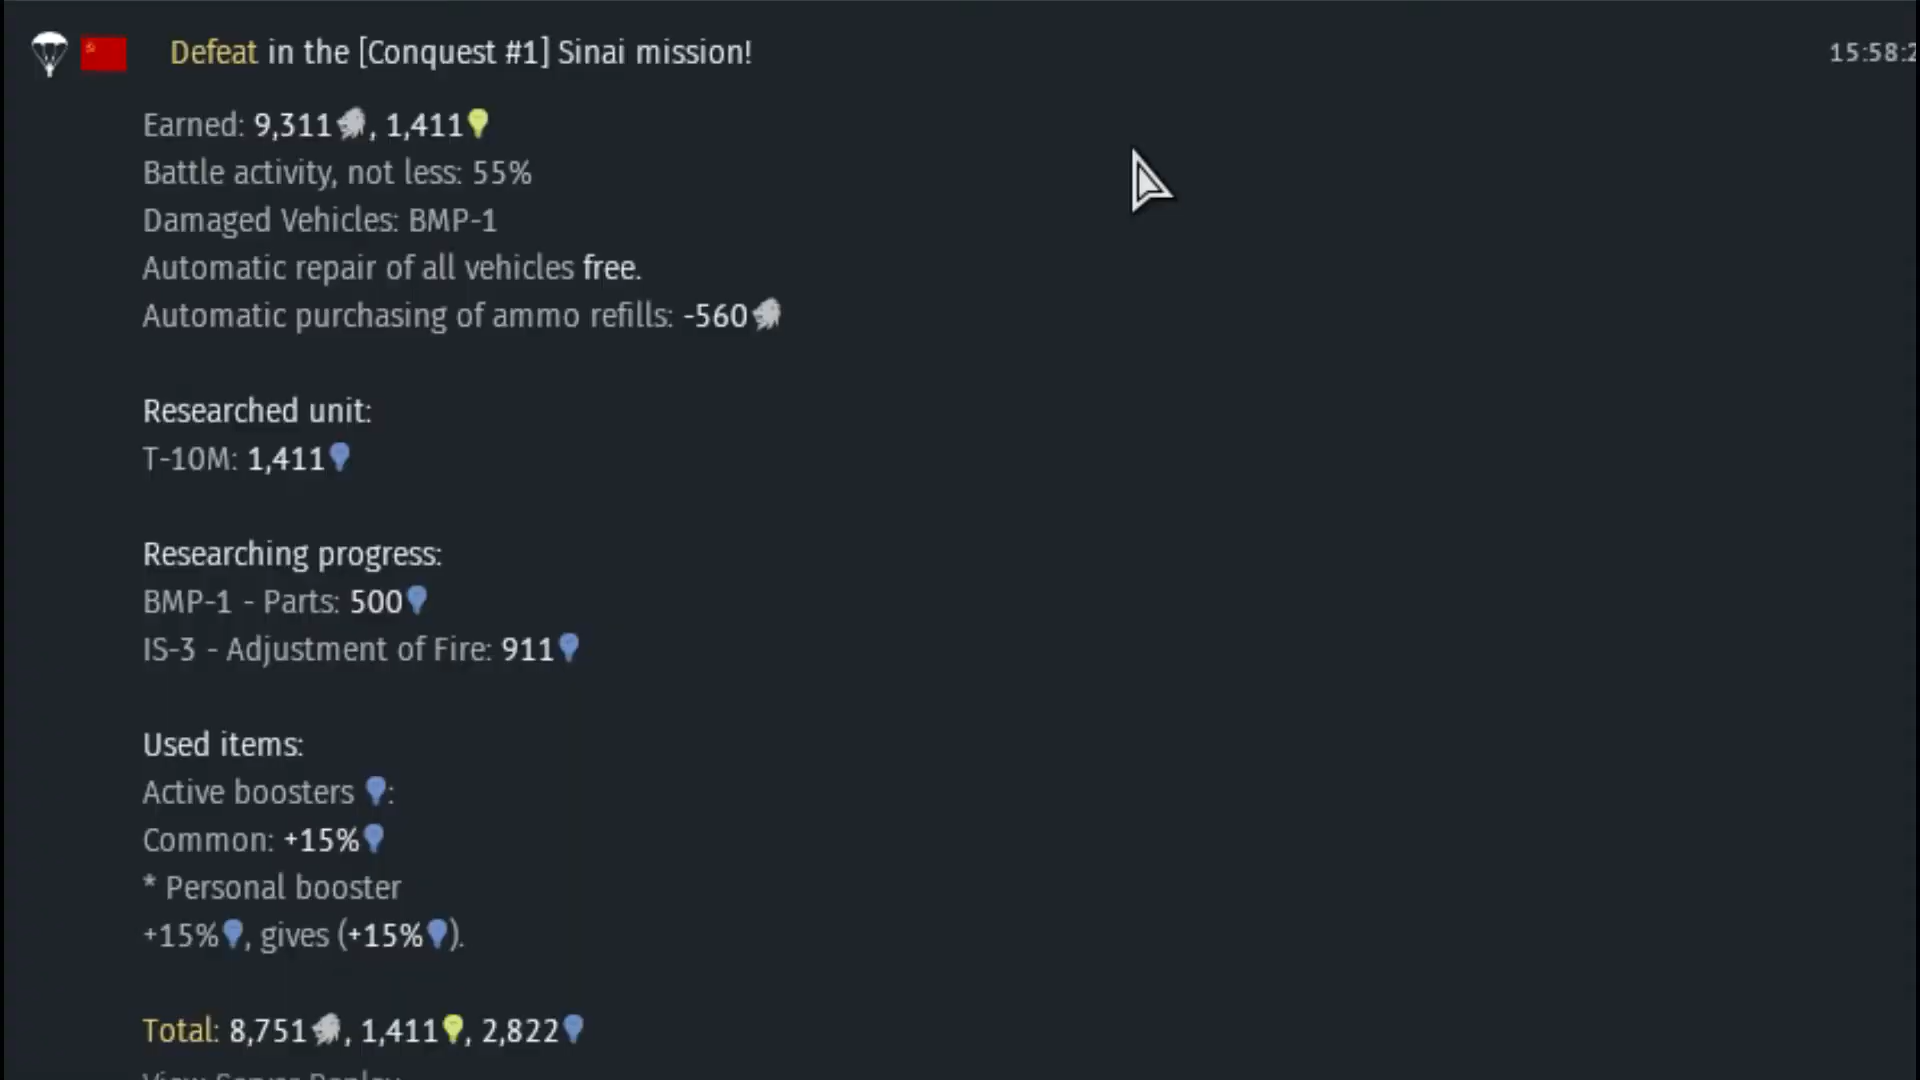 Defeat in the [Conquest #1] Sinai mission!
15:58:2
Earned: 9,311, 1,411
Battle activity, not less: 55%
Damaged Vehicles: BMP-1
Automatic repair of all vehicles free.
Automatic purchasing of ammo refills: -560
Researched unit:
T-10M: 1,411
Researching progress:
BMP-1 - Parts: 500
IS-3 - Adjustment of Fire: 911
Used items:
Active boosters :
Common: +15%
* Personal booster
+15%, gives (+15%).
Total: 8,751, 1,411, 2,822
View Server Replay